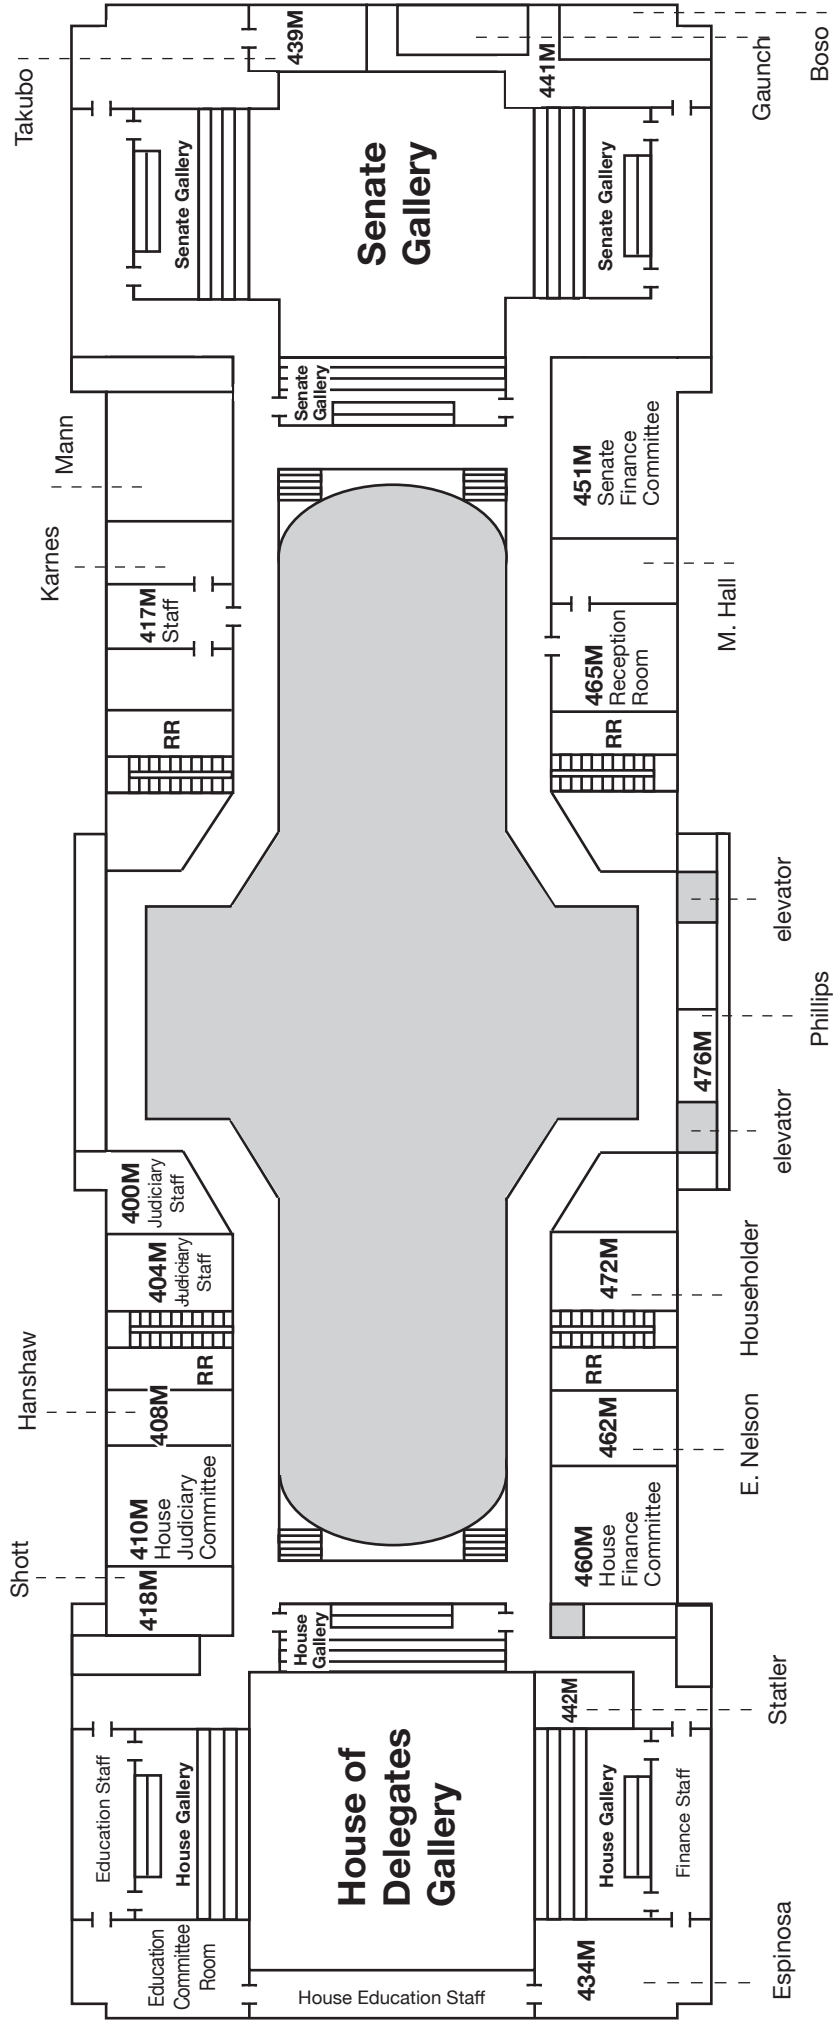 Takubo
439M
441M
Gaunch
Boso
Senate Gallery
Senate
Gallery
Senate Gallery
Senate
Gallery
Mann
Karnes
417M
Staff
RR
451M
Senate
Finance
Committee
M. Hall
465M
Reception
Room
RR
elevator
Phillips
476M
elevator
400M
Judiciary
Staff
404M
Judiciary
Staff
Hanshaw
RR
408M
410M
House
Judiciary
Committee
Shott
418M
472M
Householder
RR
462M
E. Nelson
460M
House
Finance
Committee
House
Gallery
442M
Statler
Education Staff
House Gallery
House of
Delegates
Gallery
House Gallery
Finance Staff
Education
Committee
Room
House Education Staff
434M
Espinosa